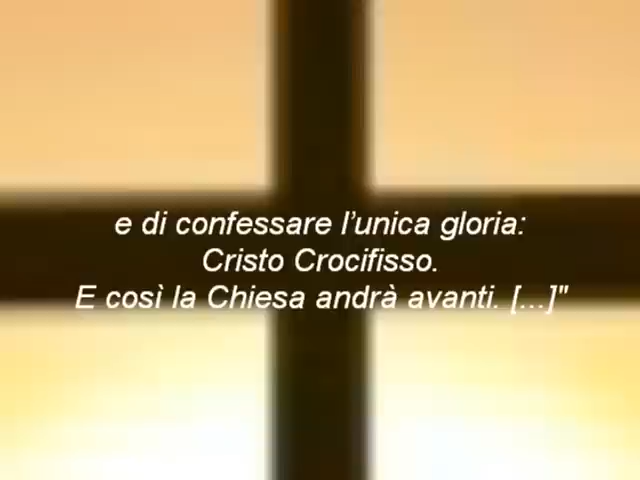 e di confessare l’unica gloria:
Cristo Crocifisso.
E così la Chiesa andrà avanti. [...]"